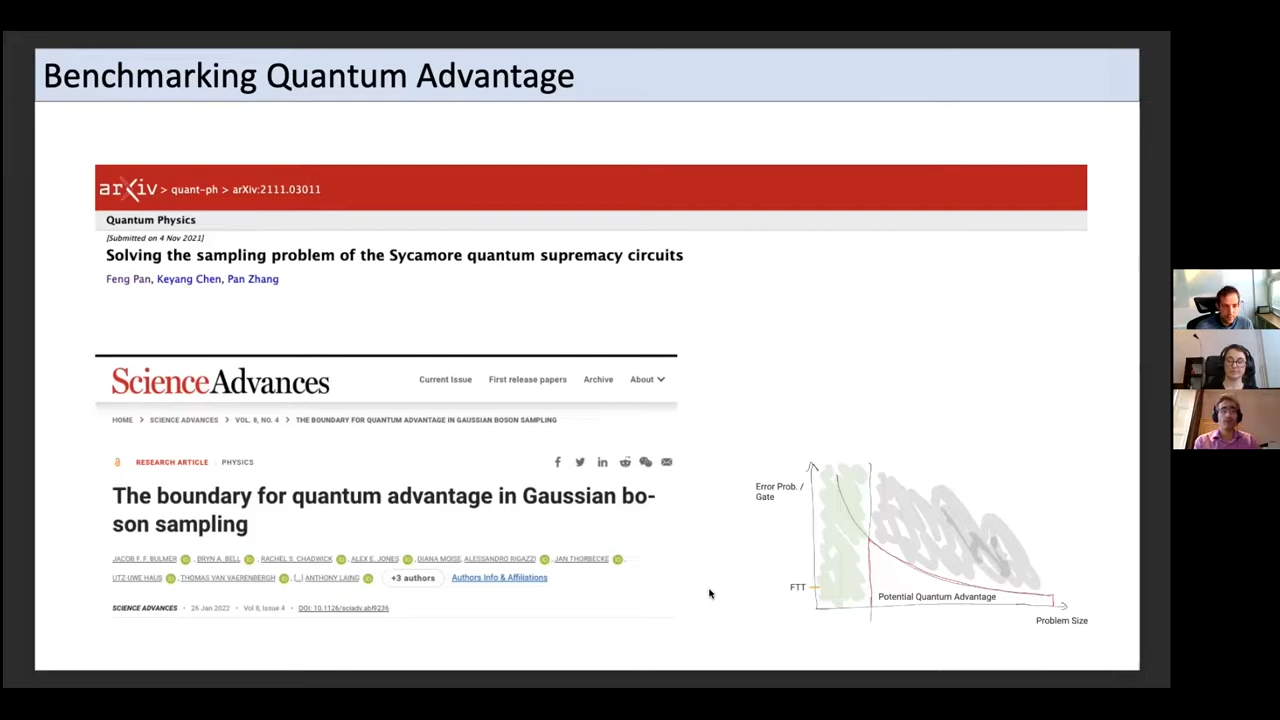 Benchmarking Quantum Advantage
arXiv > quant-ph > arXiv:2111.03011
Quantum Physics
[Submitted on 4 Nov 2021]
Solving the sampling problem of the Sycamore quantum supremacy circuits
Feng Pan, Keyang Chen, Pan Zhang
ScienceAdvances
Current Issue First release papers Archive About
HOME > SCIENCE ADVANCES > VOL. 8, NO. 4 > THE BOUNDARY FOR QUANTUM ADVANTAGE IN GAUSSIAN BOSON SAMPLING
RESEARCH ARTICLE PHYSICS
The boundary for quantum advantage in Gaussian bo-
son sampling
JACOB F. F. BULMER, BRYN A. BELL, RACHEL S. CHADWICK, ALEX E. JONES, DIANA MOISE, ALESSANDRO RIGAZZI, JAN THORBECKE,
UTZ-UWE HAUS, THOMAS VAN VAERENBERGH, [...] ANTHONY LAING +3 authors Authors Info & Affiliations
SCIENCE ADVANCES • 26 Jan 2022 • Vol 8, Issue 4 • DOI: 10.1126/sciadv.abl9236
Error Prob. /
Gate
FTT
Potential Quantum Advantage
Problem Size